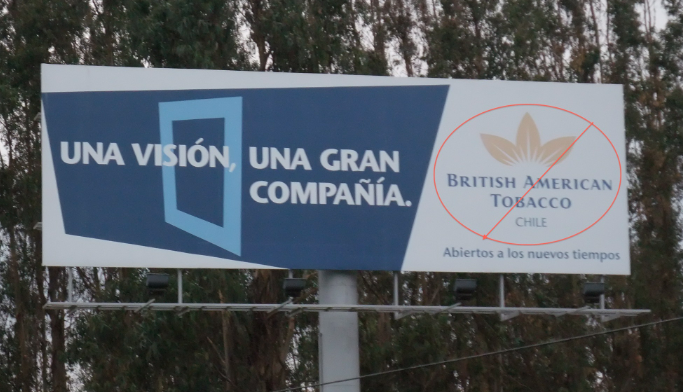 UNA VISIÓN, UNA GRAN
COMPAÑÍA.
BRITISH AMERICAN
TOBACCO
CHILE
Abiertos a los nuevos tiempos